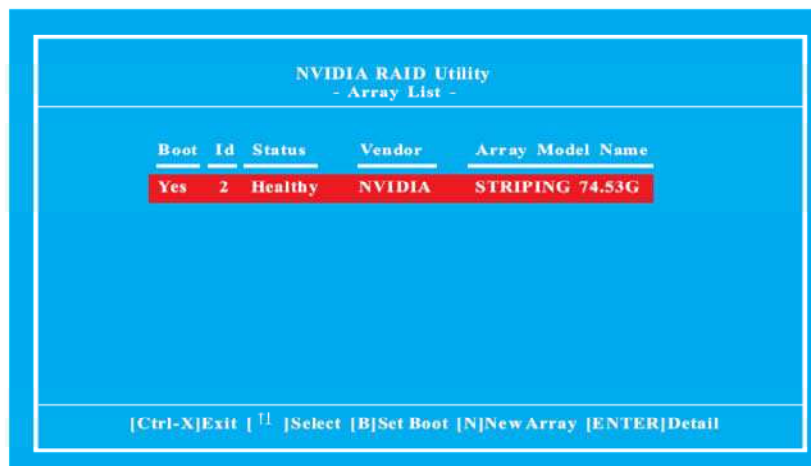 NVIDIA RAID Utility
- Array List -
Boot Id Status Vendor Array Model Name
Yes 2 Healthy NVIDIA STRIPING 74.53G
[Ctrl-X]Exit [↑↓]Select [B]Set Boot [N]New Array [ENTER]Detail